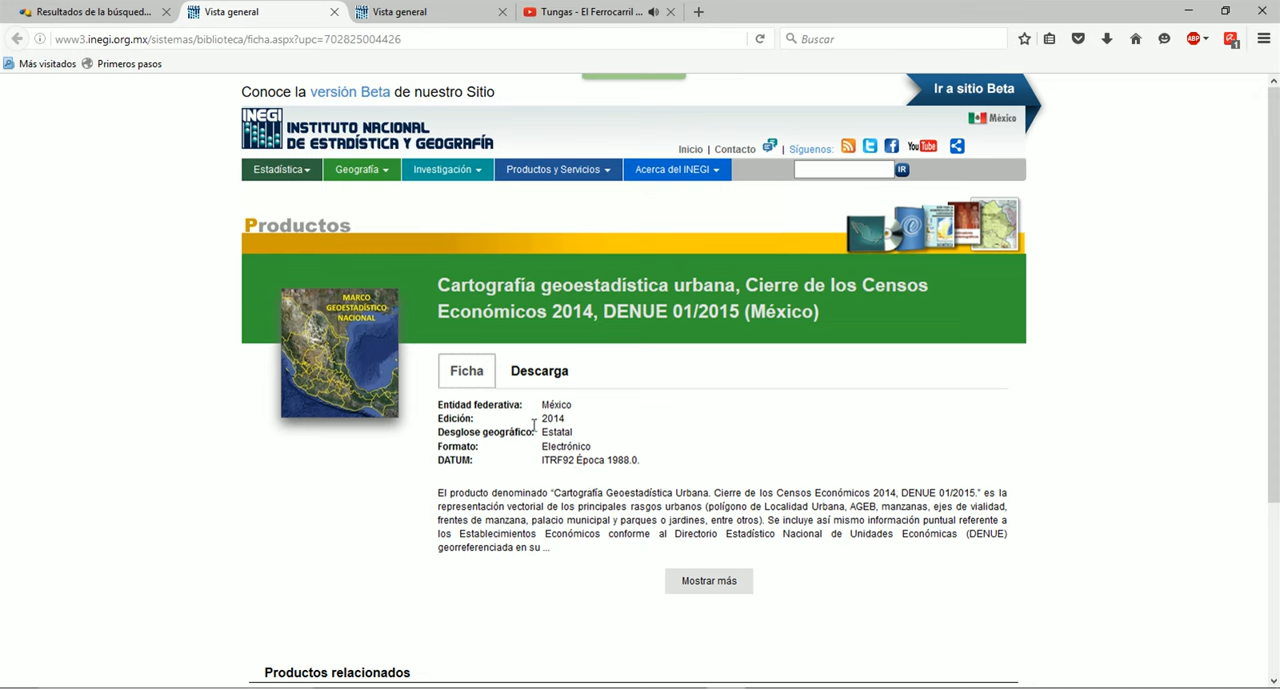 Resultados de la búsqued...
Vista general
Vista general
Tungas - El Ferrocarril ...
www3.inegi.org.mx/sistemas/biblioteca/ficha.aspx?upc=702825004426
Buscar
ABP
1
Más visitados
Primeros pasos
Conoce la versión Beta de nuestro Sitio
Ir a sitio Beta
INEGI
INSTITUTO NACIONAL
DE ESTADÍSTICA Y GEOGRAFÍA
México
Inicio | Contacto | Síguenos: YouTube
Estadística Geografía Investigación Productos y Servicios Acerca del INEGI IR
Productos
Cartografía geoestadística urbana, Cierre de los Censos
Económicos 2014, DENUE 01/2015 (México)
MARCO
GEOESTADÍSTICO
NACIONAL
Ficha Descarga
Entidad federativa: México
Edición: 2014
Desglose geográfico: Estatal
Formato: Electrónico
DATUM: ITRF92 Época 1988.0.
El producto denominado “Cartografía Geoestadística Urbana. Cierre de los Censos Económicos 2014, DENUE 01/2015.” es la
representación vectorial de los principales rasgos urbanos (polígono de Localidad Urbana, AGEB, manzanas, ejes de vialidad,
frentes de manzana, palacio municipal y parques o jardines, entre otros). Se incluye así mismo información puntual referente a
los Establecimientos Económicos conforme al Directorio Estadístico Nacional de Unidades Económicas (DENUE)
georreferenciada en su ...
Mostrar más
Productos relacionados